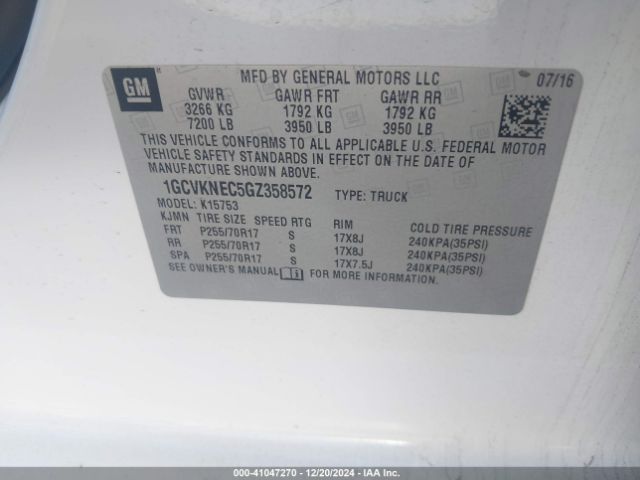 GM
MFD BY GENERAL MOTORS LLC 07/16
GVWR GAWR FRT GAWR RR
3266 KG 1792 KG 1792 KG
7200 LB 3950 LB 3950 LB
THIS VEHICLE CONFORMS TO ALL APPLICABLE U.S. FEDERAL MOTOR
VEHICLE SAFETY STANDARDS IN EFFECT ON THE DATE OF
MANUFACTURE SHOWN ABOVE.
1GCVKNEC5GZ358572 TYPE: TRUCK
MODEL: K15753
KJMN TIRE SIZE SPEED RTG RIM COLD TIRE PRESSURE
FRT P255/70R17 S 17X8J 240KPA(35PSI)
RR P255/70R17 S 17X8J 240KPA(35PSI)
SPA P255/70R17 S 17X7.5J 240KPA(35PSI)
SEE OWNER'S MANUAL FOR MORE INFORMATION.
000-41047270 - 12/20/2024 - IAA Inc.